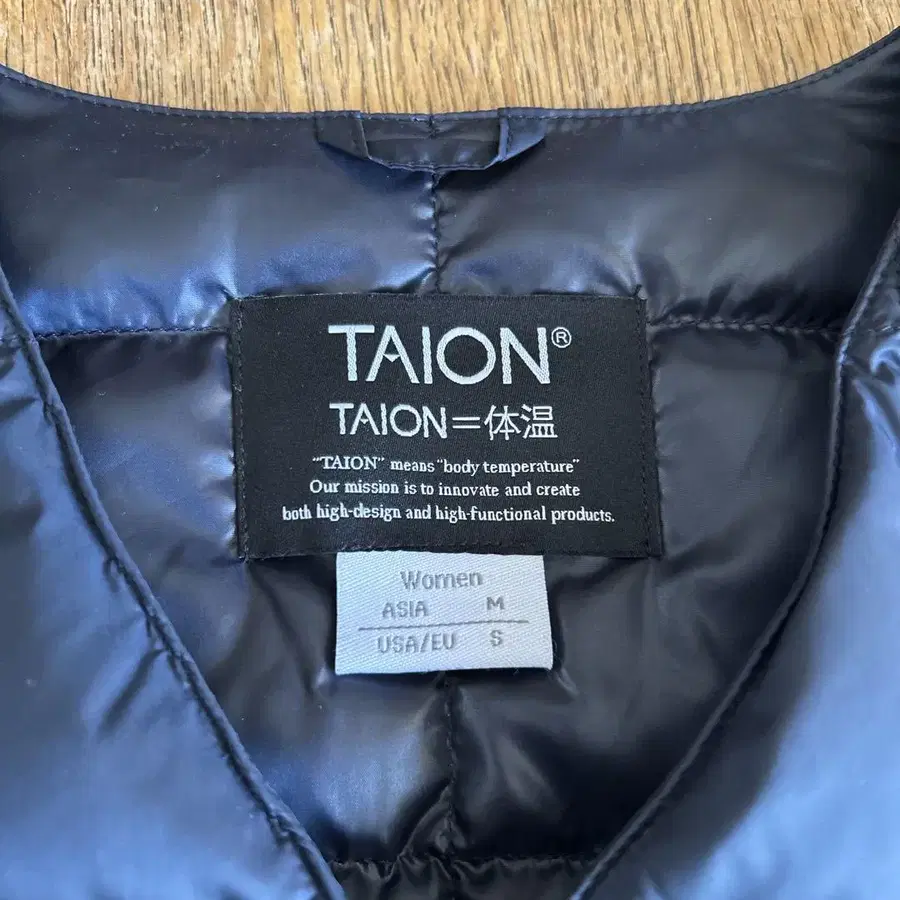 TAION®
TAION=体温
"TAION" means "body temperature"
Our mission is to innovate and create
both high-design and high-functional products.
Women
ASIA M
USA/EU S